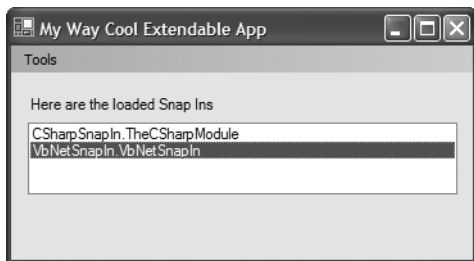 My Way Cool Extendable App
Tools
Here are the loaded Snap Ins
CSharpSnapIn.TheCSharpModule
VbNetSnapIn.VbNetSnapIn